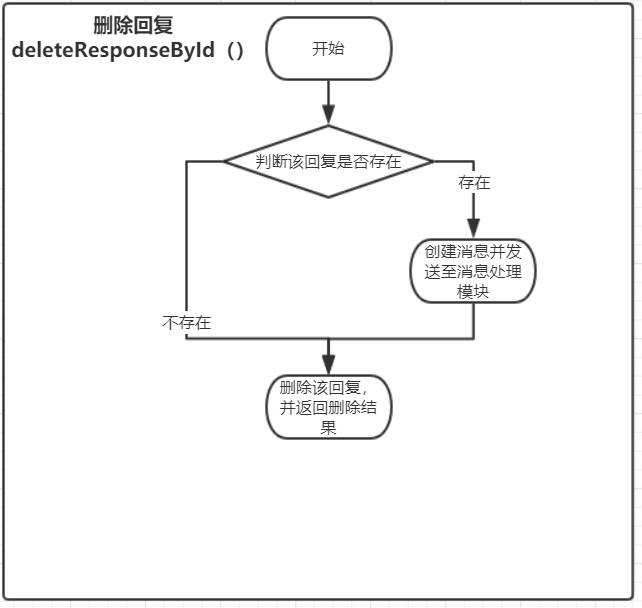 删除回复
deleteResponseById（）
开始
判断该回复是否存在
存在
创建消息并发
送至消息处理
模块
不存在
删除该回复，
并返回删除结
果